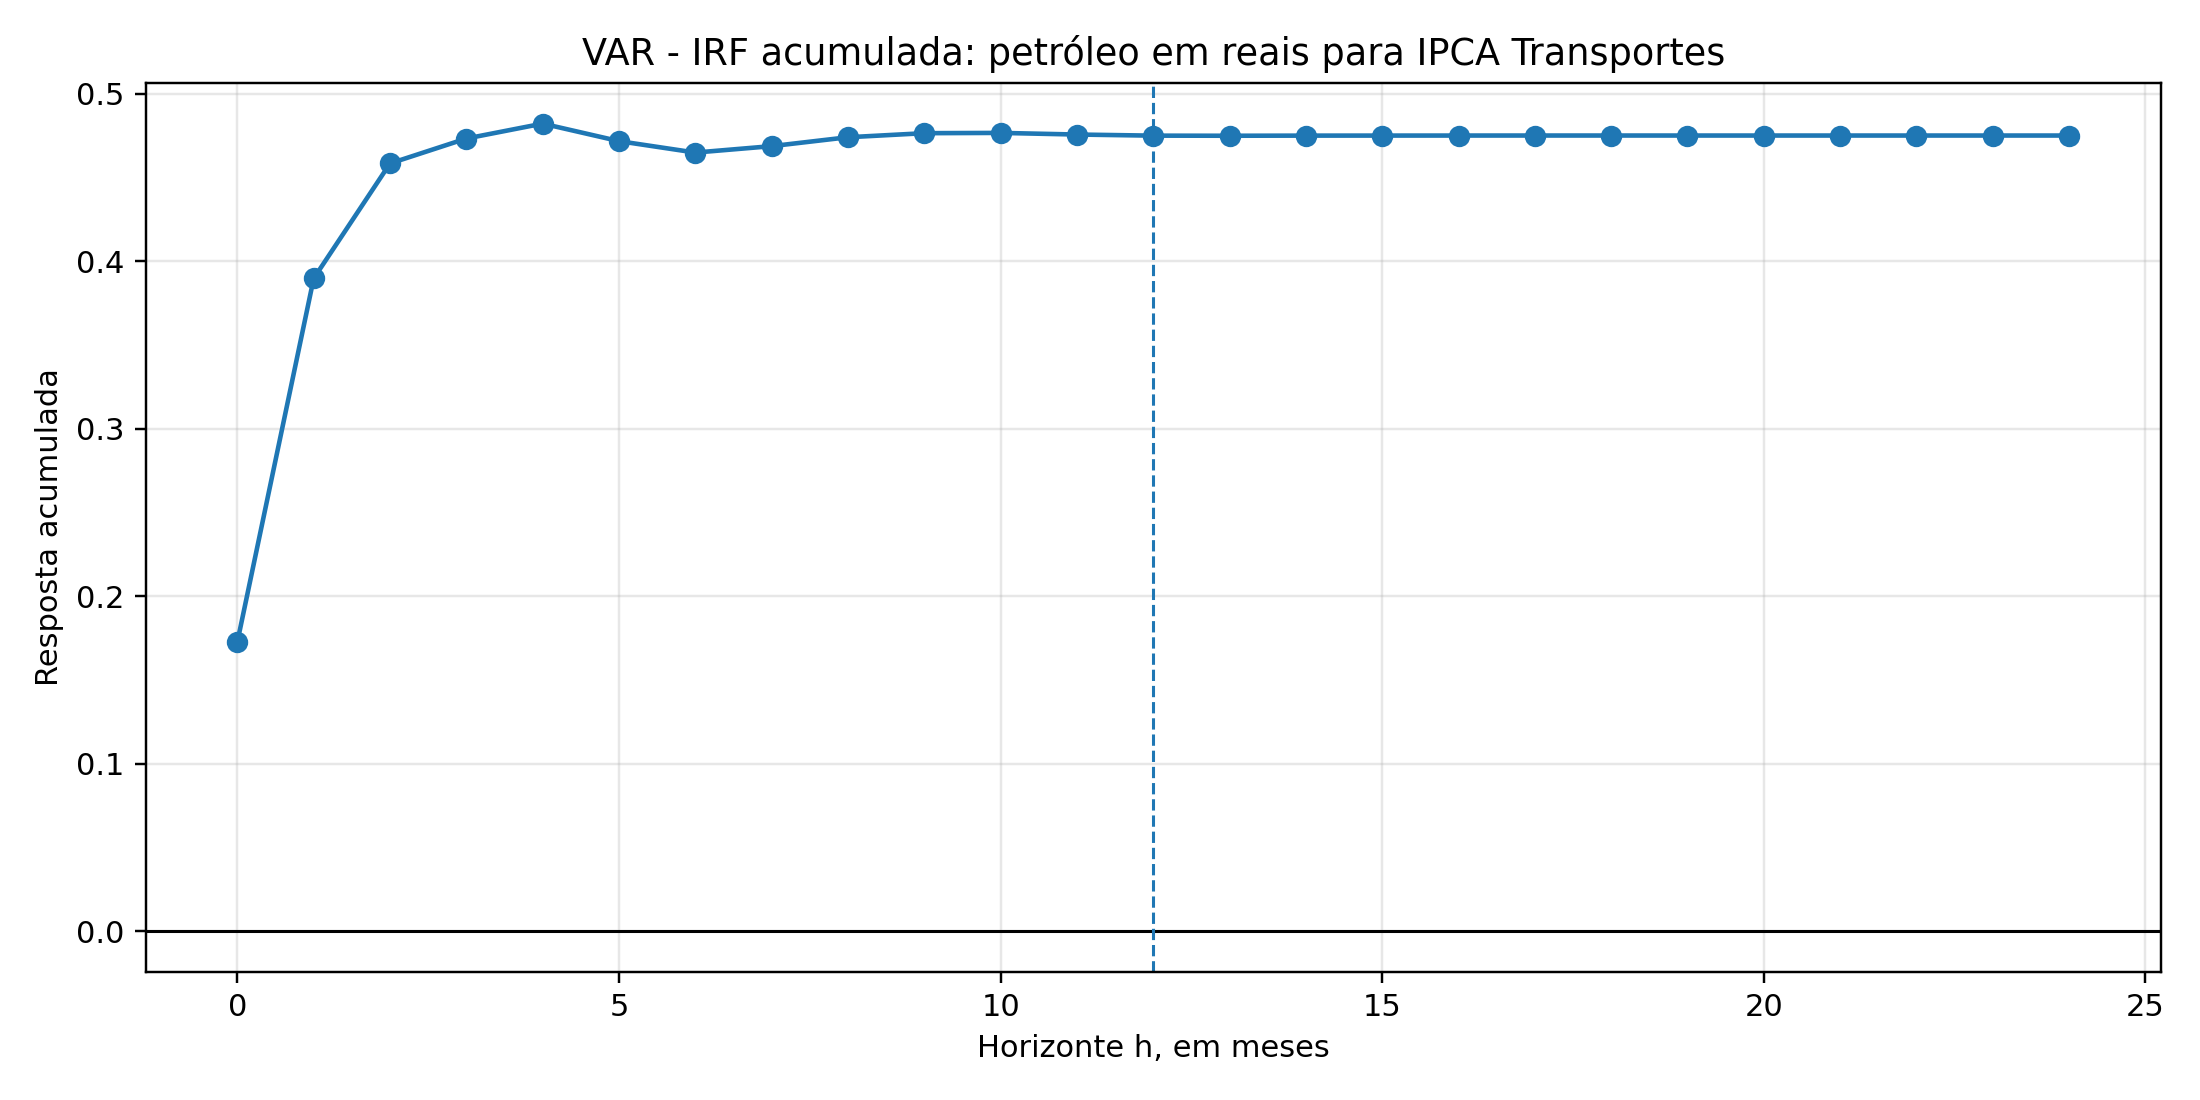 VAR - IRF acumulada: petróleo em reais para IPCA Transportes
Resposta acumulada
0.5
0.4
0.3
0.2
0.1
0.0
0 5 10 15 20 25
Horizonte h, em meses